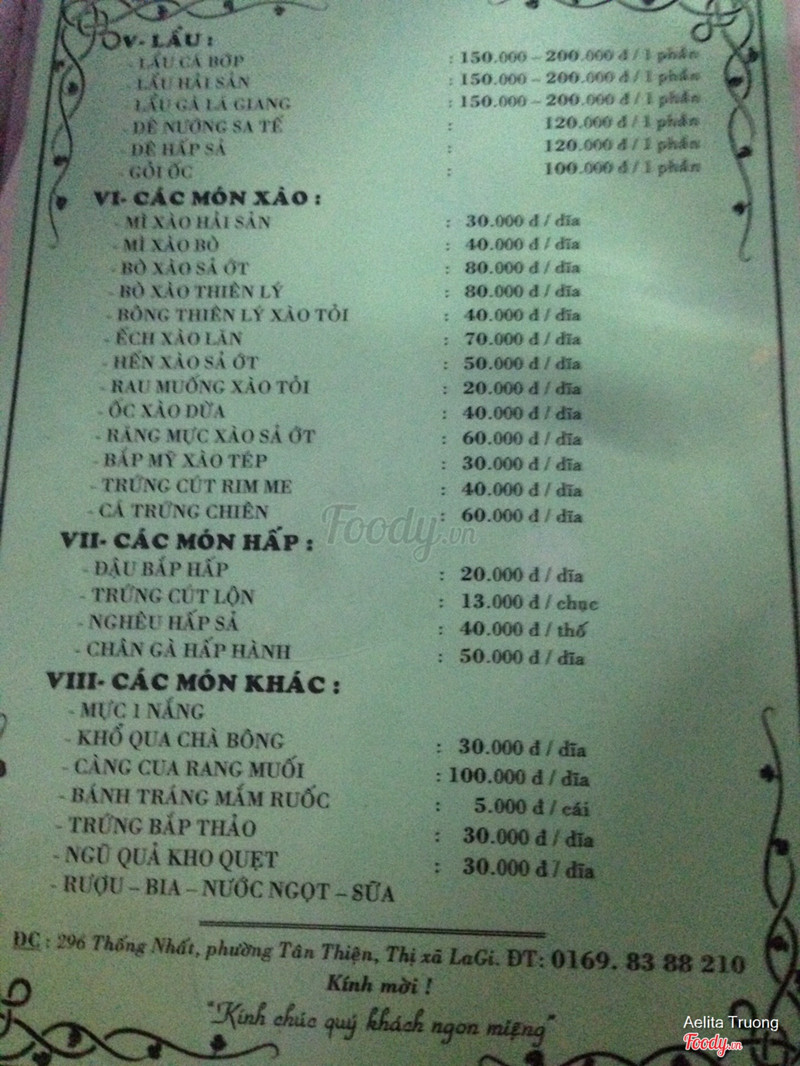 V- LẨU :
- LẨU CÁ BỚP : 150.000 – 200.000 đ / 1 phần
- LẨU HẢI SẢN : 150.000 – 200.000 đ / 1 phần
- LẨU GÀ LÁ GIANG : 150.000 – 200.000 đ / 1 phần
- DÊ NƯỚNG SA TẾ : 120.000 đ / 1 phần
- DÊ HẤP SẢ : 120.000 đ / 1 phần
- GỎI ỐC : 100.000 đ / 1 phần
VI- CÁC MÓN XÀO :
- MÌ XÀO HẢI SẢN : 30.000 đ / dĩa
- MÌ XÀO BÒ : 40.000 đ / dĩa
- BÒ XÀO SẢ ỚT : 80.000 đ / dĩa
- BÒ XÀO THIÊN LÝ : 80.000 đ / dĩa
- BÔNG THIÊN LÝ XÀO TỎI : 40.000 đ / dĩa
- ẾCH XÀO LĂN : 70.000 đ / dĩa
- HẾN XÀO SẢ ỚT : 50.000 đ / dĩa
- RAU MUỐNG XÀO TỎI : 20.000 đ / dĩa
- ỐC XÀO DỪA : 40.000 đ / dĩa
- RĂNG MỰC XÀO SẢ ỚT : 60.000 đ / dĩa
- BẮP MỸ XÀO TÉP : 30.000 đ / dĩa
- TRỨNG CÚT RIM ME : 40.000 đ / dĩa
- CÁ TRỨNG CHIÊN : 60.000 đ / dĩa
Foody.vn
VII- CÁC MÓN HẤP :
- ĐẬU BẮP HẤP : 20.000 đ / dĩa
- TRỨNG CÚT LỘN : 13.000 đ / chục
- NGHÊU HẤP SẢ : 40.000 đ / thố
- CHÂN GÀ HẤP HÀNH : 50.000 đ / dĩa
VIII- CÁC MÓN KHÁC :
- MỰC 1 NẮNG
- KHỔ QUA CHÀ BÔNG : 30.000 đ / dĩa
- CÀNG CUA RANG MUỐI : 100.000 đ / dĩa
- BÁNH TRÁNG MẮM RUỐC : 5.000 đ / cái
- TRỨNG BẮP THẢO : 30.000 đ / dĩa
- NGŨ QUẢ KHO QUẸT : 30.000 đ / dĩa
- RƯỢU – BIA – NƯỚC NGỌT – SỮA
ĐC : 296 Thống Nhất, phường Tân Thiện, Thị xã LaGi. ĐT: 0169. 83 88 210
Kính mời !
"Kính chúc quý khách ngon miệng"
Aelita Truong
Foody.vn